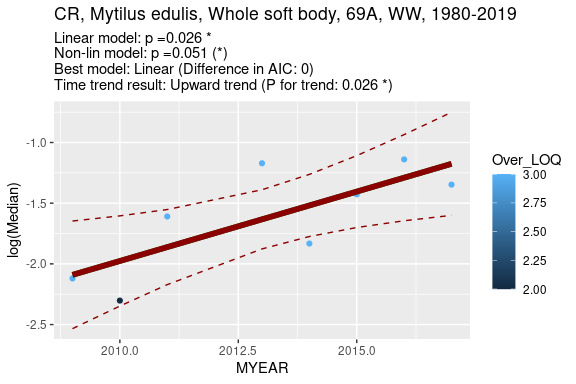 CR, Mytilus edulis, Whole soft body, 69A, WW, 1980-2019
Linear model: p =0.026 *
Non-lin model: p =0.051 (*)
Best model: Linear (Difference in AIC: 0)
Time trend result: Upward trend (P for trend: 0.026 *)
log(Median)
-1.0
-1.5
-2.0
-2.5
2010.0
2012.5
2015.0
MYEAR
Over_LOQ
3.00
2.75
2.50
2.25
2.00